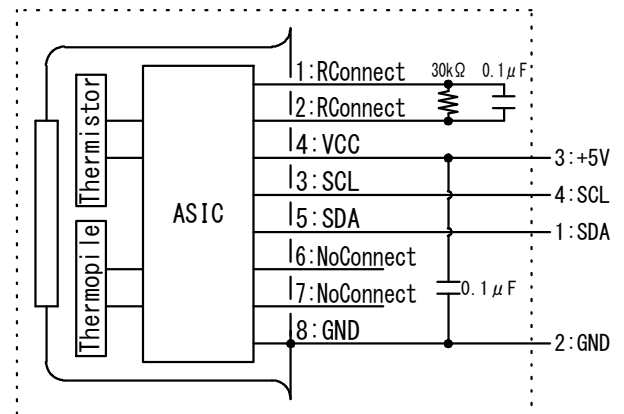 1:RConnect
30kΩ
0.1μF
2:RConnect
4:VCC
3:+5V
3:SCL
4:SCL
5:SDA
1:SDA
6:NoConnect
7:NoConnect
0.1μF
8:GND
2:GND
Thermistor
Thermopile
ASIC